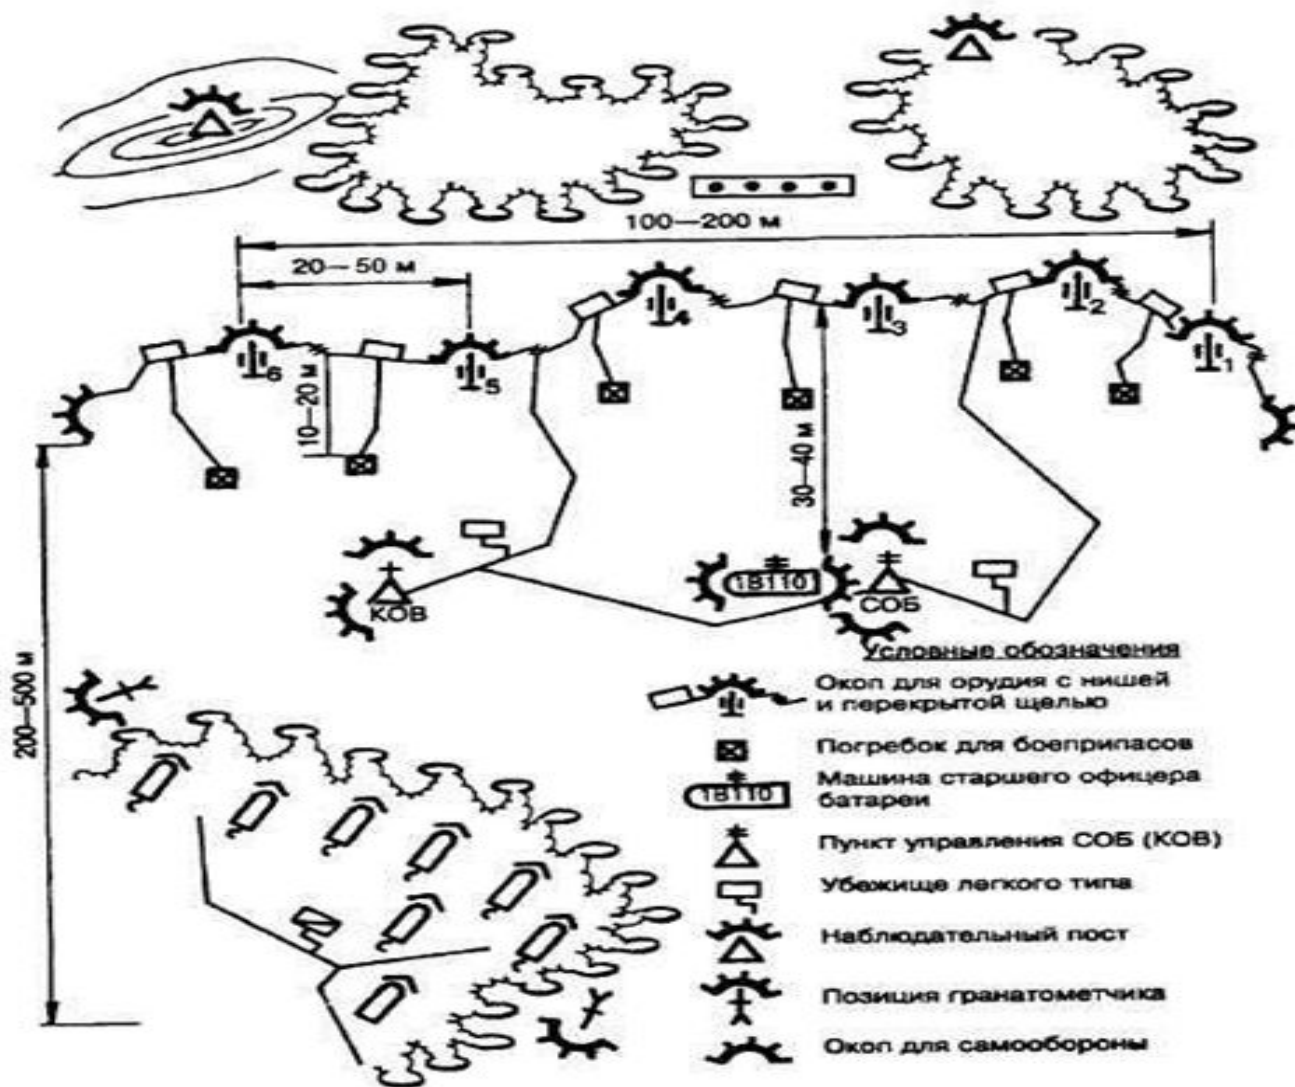 100—200 м
20—50 м
4
3
2
1
6
5
10—20 м
30—40 м
1В110
КОВ
СОБ
200—500 м
Условные обозначения
Окоп для орудия с нишей
и перекрытой щелью
Погребок для боеприпасов
1В110
Машина старшего офицера
батареи
Пункт управления СОБ (КОВ)
Убежище легкого типа
Наблюдательный пост
Позиция гранатометчика
Окоп для самообороны